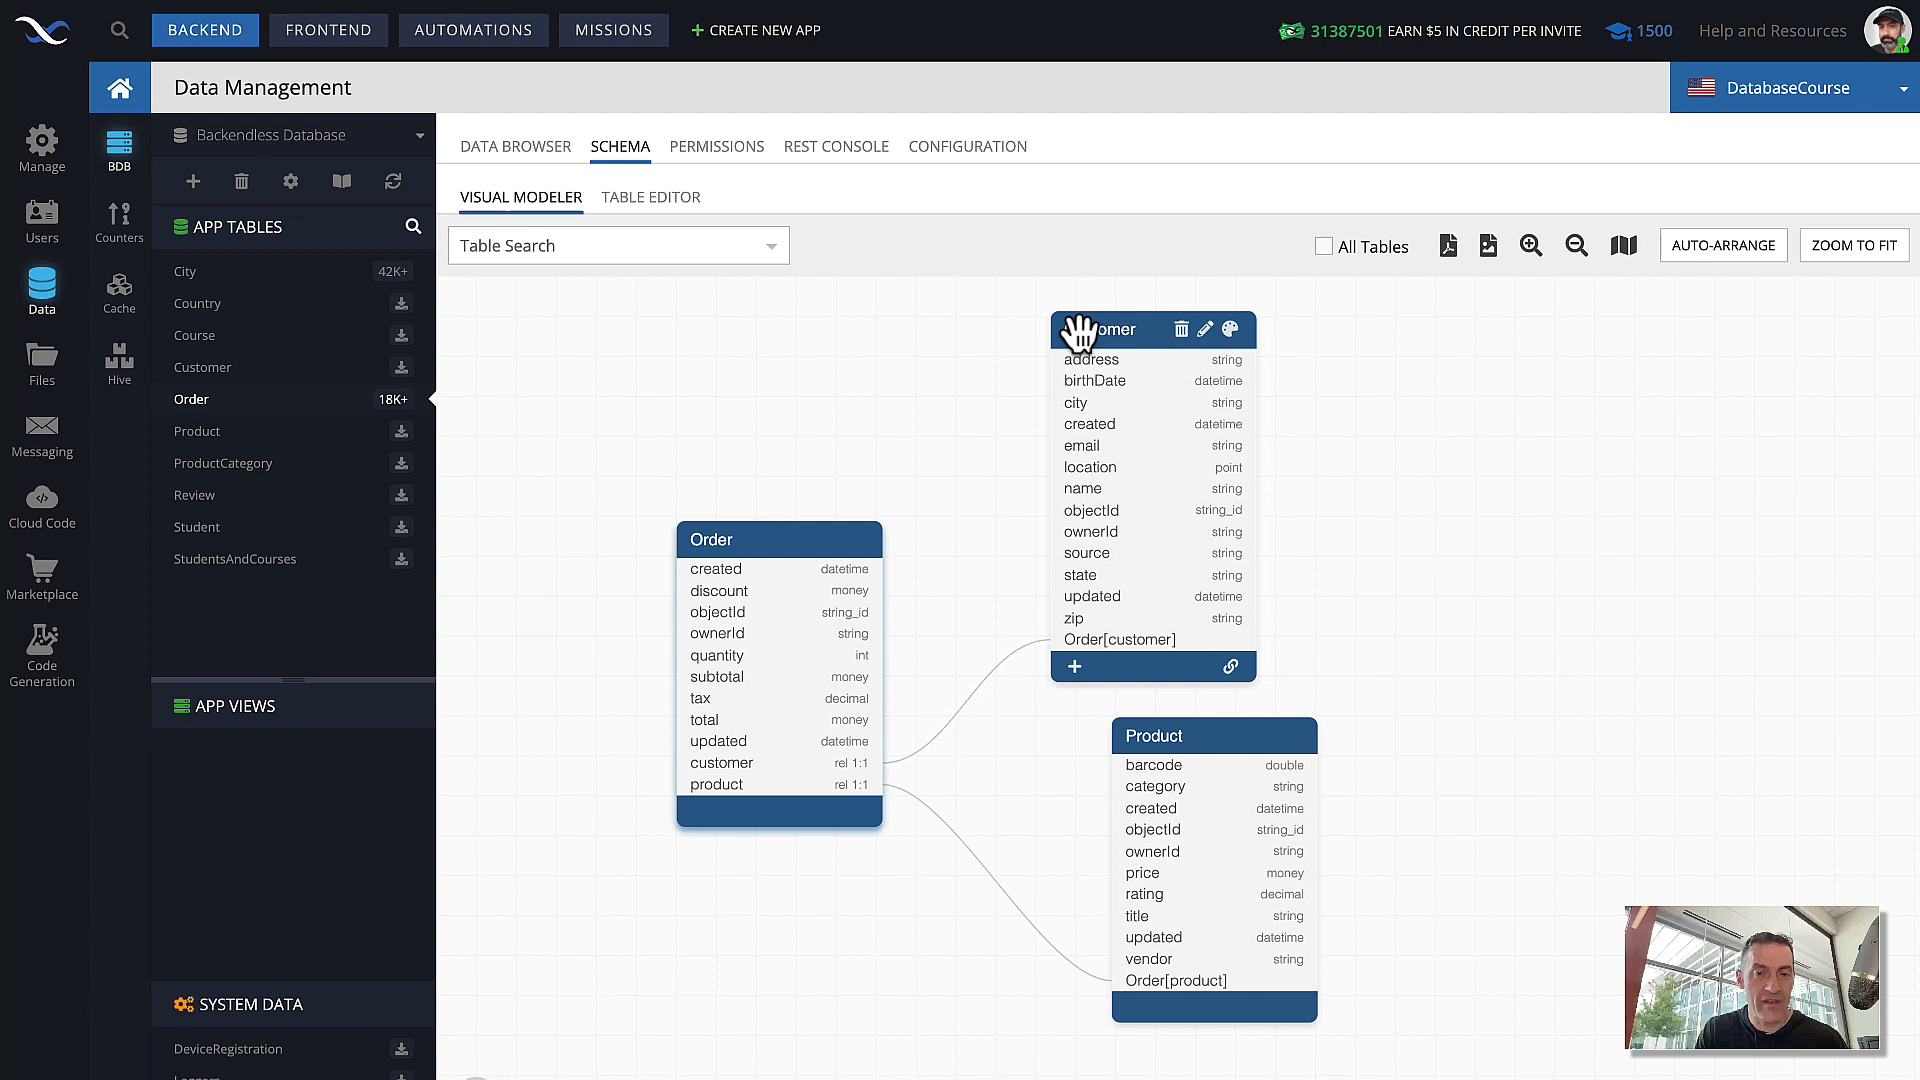 BACKEND FRONTEND AUTOMATIONS MISSIONS + CREATE NEW APP 31387501 EARN $5 IN CREDIT PER INVITE 1500 Help and Resources
Data Management DatabaseCourse
Manage
Users
Data
Files
Messaging
Cloud Code
Marketplace
Code
Generation
BDB
Counters
Cache
Hive
Backendless Database
APP TABLES
City 42K+
Country
Course
Customer
Order 18K+
Product
ProductCategory
Review
Student
StudentsAndCourses
APP VIEWS
SYSTEM DATA
DeviceRegistration
DATA BROWSER SCHEMA PERMISSIONS REST CONSOLE CONFIGURATION
VISUAL MODELER TABLE EDITOR
Table Search All Tables AUTO-ARRANGE ZOOM TO FIT
Order
created datetime
discount money
objectId string_id
ownerId string
quantity int
subtotal money
tax decimal
total money
updated datetime
customer rel 1:1
product rel 1:1
omer
address string
birthDate datetime
city string
created datetime
email string
location point
name string
objectId string_id
ownerId string
source string
state string
updated datetime
zip string
Order[customer]
Product
barcode double
category string
created datetime
objectId string_id
ownerId string
price money
rating decimal
title string
updated datetime
vendor string
Order[product]